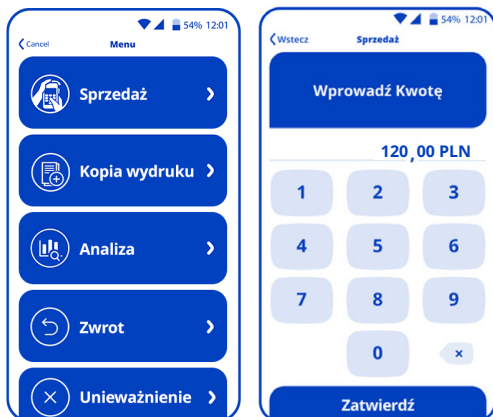 54% 12:01
Cancel
Menu
Sprzedaż
Kopia wydruku
Analiza
Zwrot
Unieważnienie
54% 12:01
Wstecz
Sprzedaż
Wprowadź Kwotę
120,00 PLN
1 2 3
4 5 6
7 8 9
0 ×
Zatwierdź